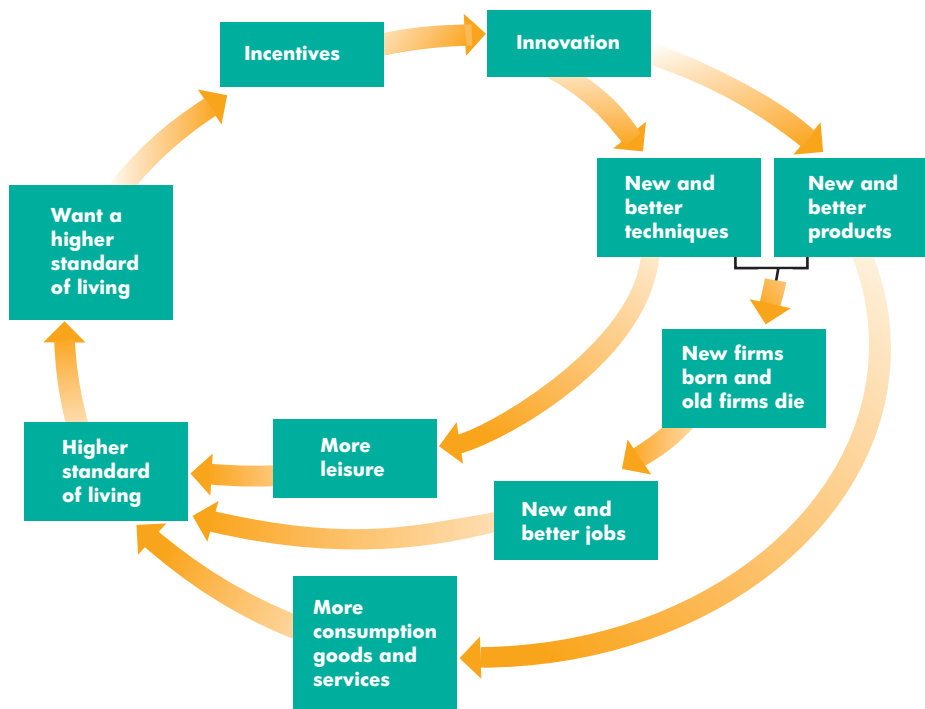 Incentives
Innovation
New and
better
techniques
New and
better
products
Want a
higher
standard
of living
New firms
born and
old firms die
More
leisure
Higher
standard
of living
New and
better jobs
More
consumption
goods and
services